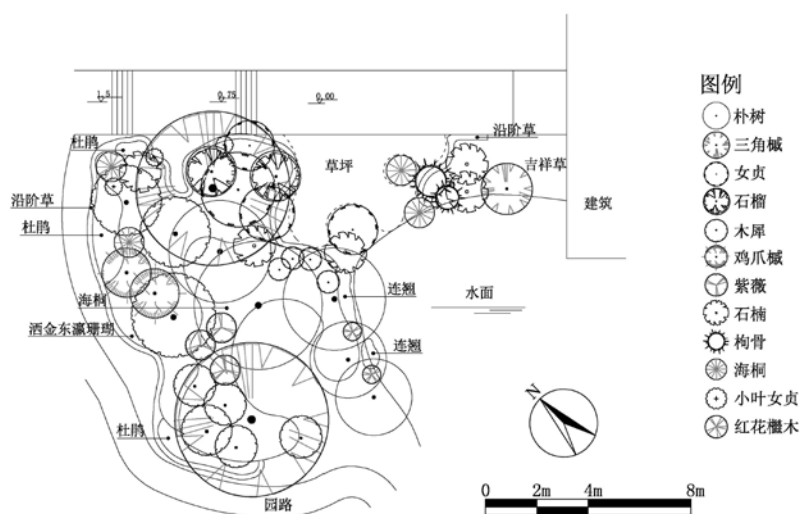 1.5
0.75
0.00
杜鹃
草坪
沿阶草
吉祥草
建筑
沿阶草
杜鹃
海桐
连翘
水面
洒金东瀛珊瑚
连翘
杜鹃
园路
N
0 2m 4m 8m
图例
朴树
三角槭
女贞
石榴
木犀
鸡爪槭
紫薇
石楠
枸骨
海桐
小叶女贞
红花檵木